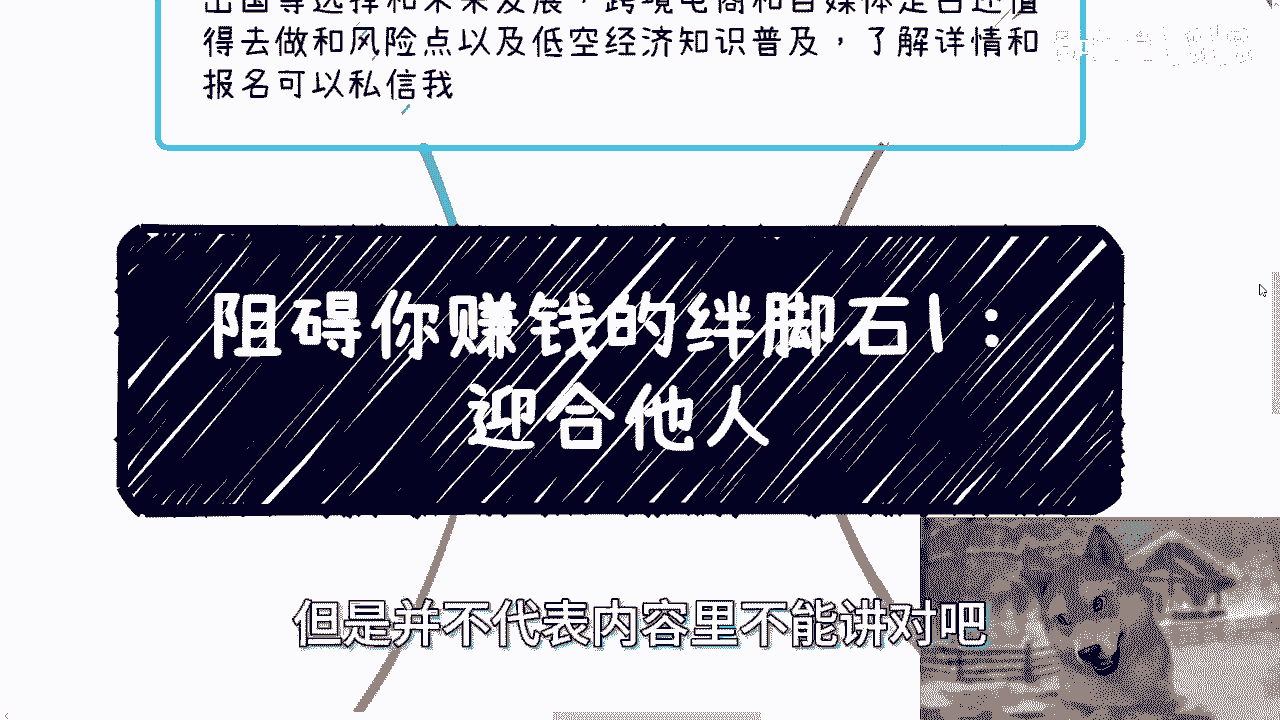 出国等选择和未来发展，跨境电商和自媒体是否还值
得去做和风险点以及低空经济知识普及，了解详情和
报名可以私信我
阻碍你赚钱的绊脚石1：
迎合他人
但是并不代表内容里不能讲对吧